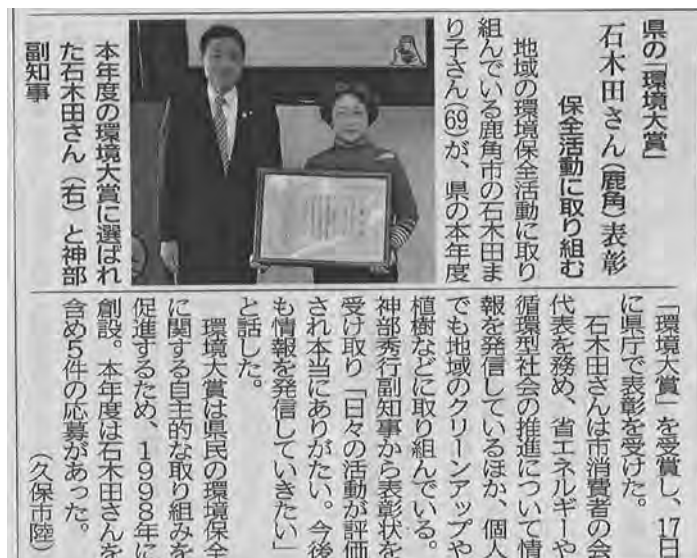 県の「環境大賞」
石木田さん(鹿角)表彰
保全活動に取り組む
地域の環境保全活動に取り
組んでいる鹿角市の石木田ま
り子さん(69)が、県の本年度
「環境大賞」を受賞し、17日
に県庁で表彰を受けた。
石木田さんは市消費者の会
代表を務め、省エネルギーや
循環型社会の推進について情
報を発信しているほか、個人
でも地域のクリーンアップや
植樹などに取り組んでいる。
神部秀行副知事から表彰状を
受け取り「日々の活動が評価
され本当にありがたい。今後
も情報を発信していきたい」
と話した。
環境大賞は県民の環境保全
に関する自主的な取り組みを
促進するため、1998年に
創設。本年度は石木田さんを
含め5件の応募があった。
(久保市陸)
本年度の環境大賞に選ばれ
た石木田さん(右)と神部
副知事